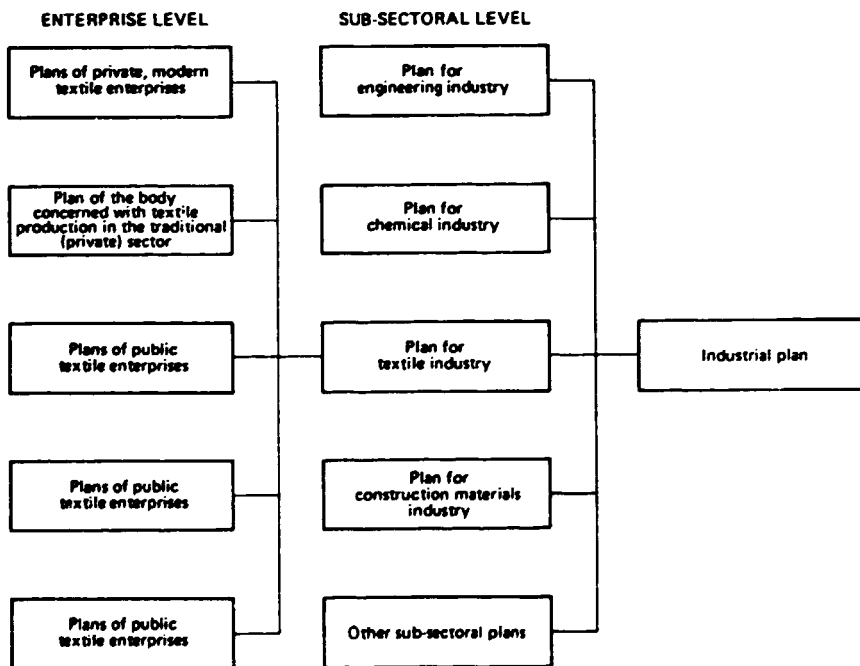 ENTERPRISE LEVEL
SUB-SECTORAL LEVEL
Plans of private, modern
textile enterprises
Plan for
engineering industry
Plan of the body
concerned with textile
production in the traditional
(private) sector
Plan for
chemical industry
Plans of public
textile enterprises
Plan for
textile industry
Industrial plan
Plans of public
textile enterprises
Plan for
construction materials
industry
Plans of public
textile enterprises
Other sub-sectoral plans